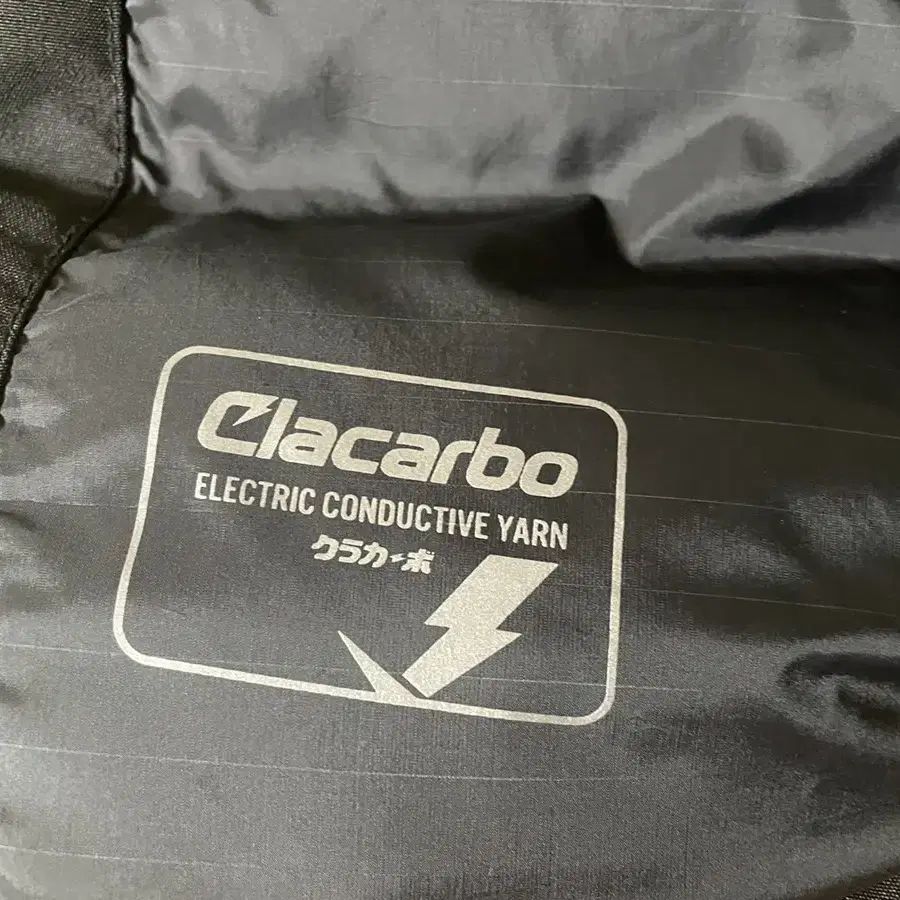 Clacarbo
ELECTRIC CONDUCTIVE YARN
クラカーボ